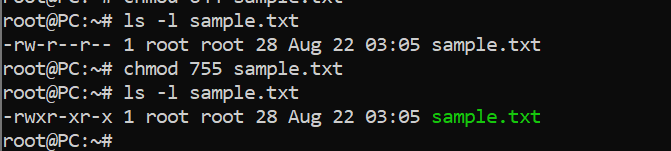 root@PC:~# ls -l sample.txt
-rw-r--r-- 1 root root 28 Aug 22 03:05 sample.txt
root@PC:~# chmod 755 sample.txt
root@PC:~# ls -l sample.txt
-rwxr-xr-x 1 root root 28 Aug 22 03:05 sample.txt
root@PC:~#